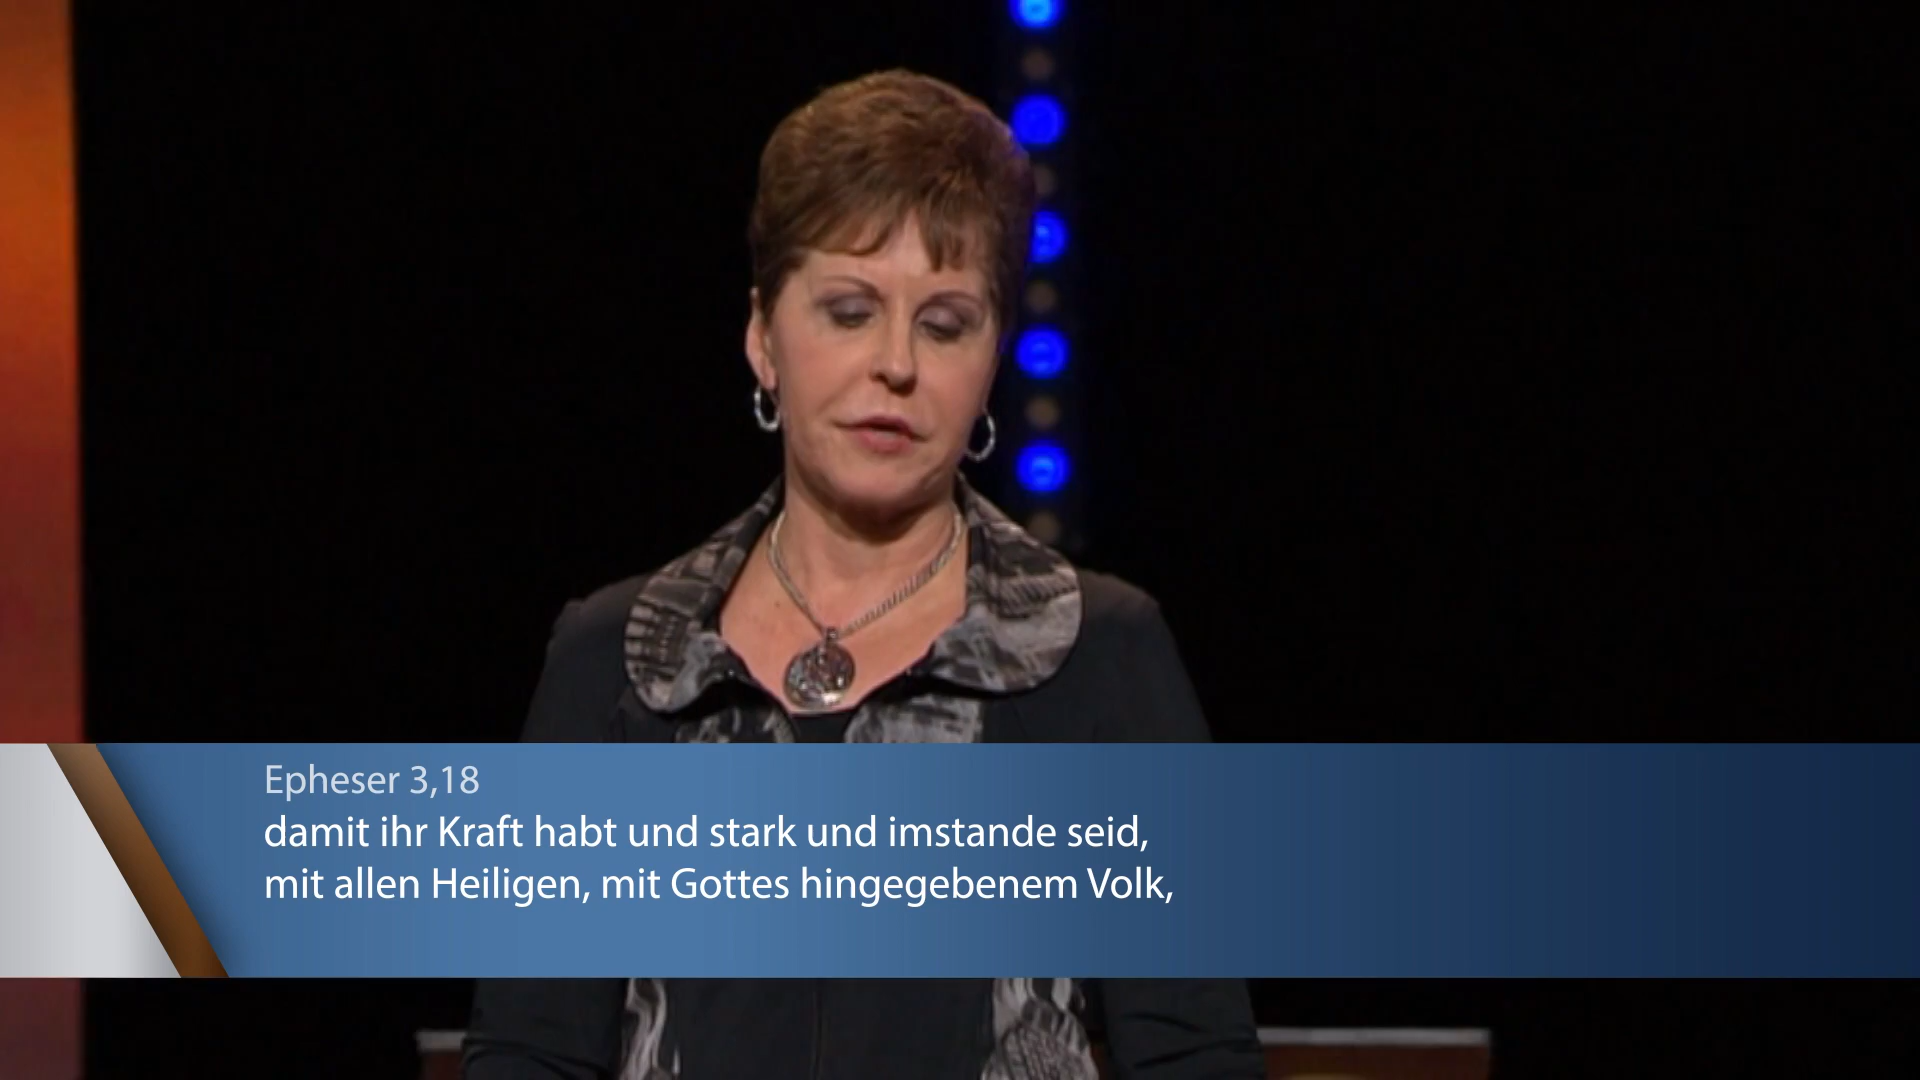 Epheser 3,18
damit ihr Kraft habt und stark und imstande seid,
mit allen Heiligen, mit Gottes hingegebenem Volk,